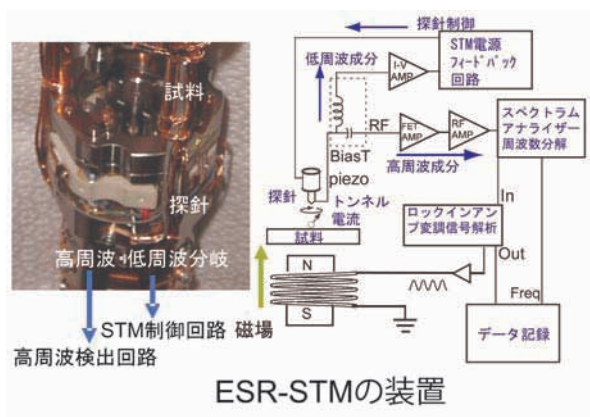 試料
探針
高周波・低周波分岐
STM制御回路
高周波検出回路
磁場
探針制御
低周波成分
I-V
AMP.
STM電源
フィードバック
回路
RF
FET
AMP.
RF
AMP.
スペクトラム
アナライザー
周波数分解
BiasT
高周波成分
piezo
探針
トンネル
電流
In
試料
ロックインアン
プ変調信号解析
Out
N
S
Freq
データ記録
ESR-STMの装置